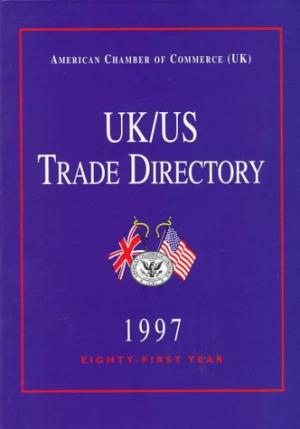 AMERICAN CHAMBER OF COMMERCE (UK)
UK/US
TRADE DIRECTORY
1997
EIGHTY-FIRST YEAR